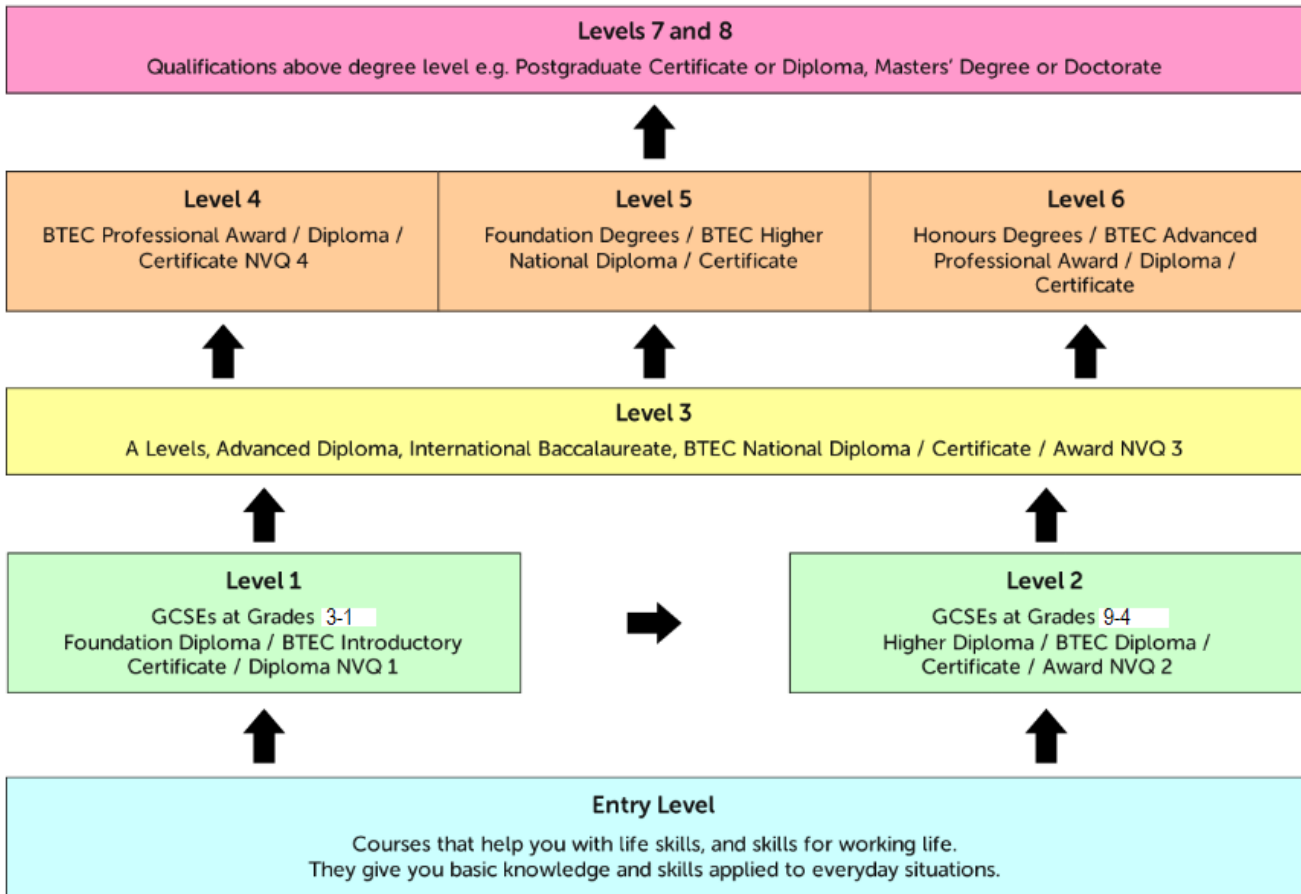 Levels 7 and 8
Qualifications above degree level e.g. Postgraduate Certificate or Diploma, Masters’ Degree or Doctorate
Level 4
BTEC Professional Award / Diploma /
Certificate NVQ 4
Level 5
Foundation Degrees / BTEC Higher
National Diploma / Certificate
Level 6
Honours Degrees / BTEC Advanced
Professional Award / Diploma /
Certificate
Level 3
A Levels, Advanced Diploma, International Baccalaureate, BTEC National Diploma / Certificate / Award NVQ 3
Level 1
GCSEs at Grades 3-1
Foundation Diploma / BTEC Introductory
Certificate / Diploma NVQ 1
Level 2
GCSEs at Grades 9-4
Higher Diploma / BTEC Diploma /
Certificate / Award NVQ 2
Entry Level
Courses that help you with life skills, and skills for working life.
They give you basic knowledge and skills applied to everyday situations.